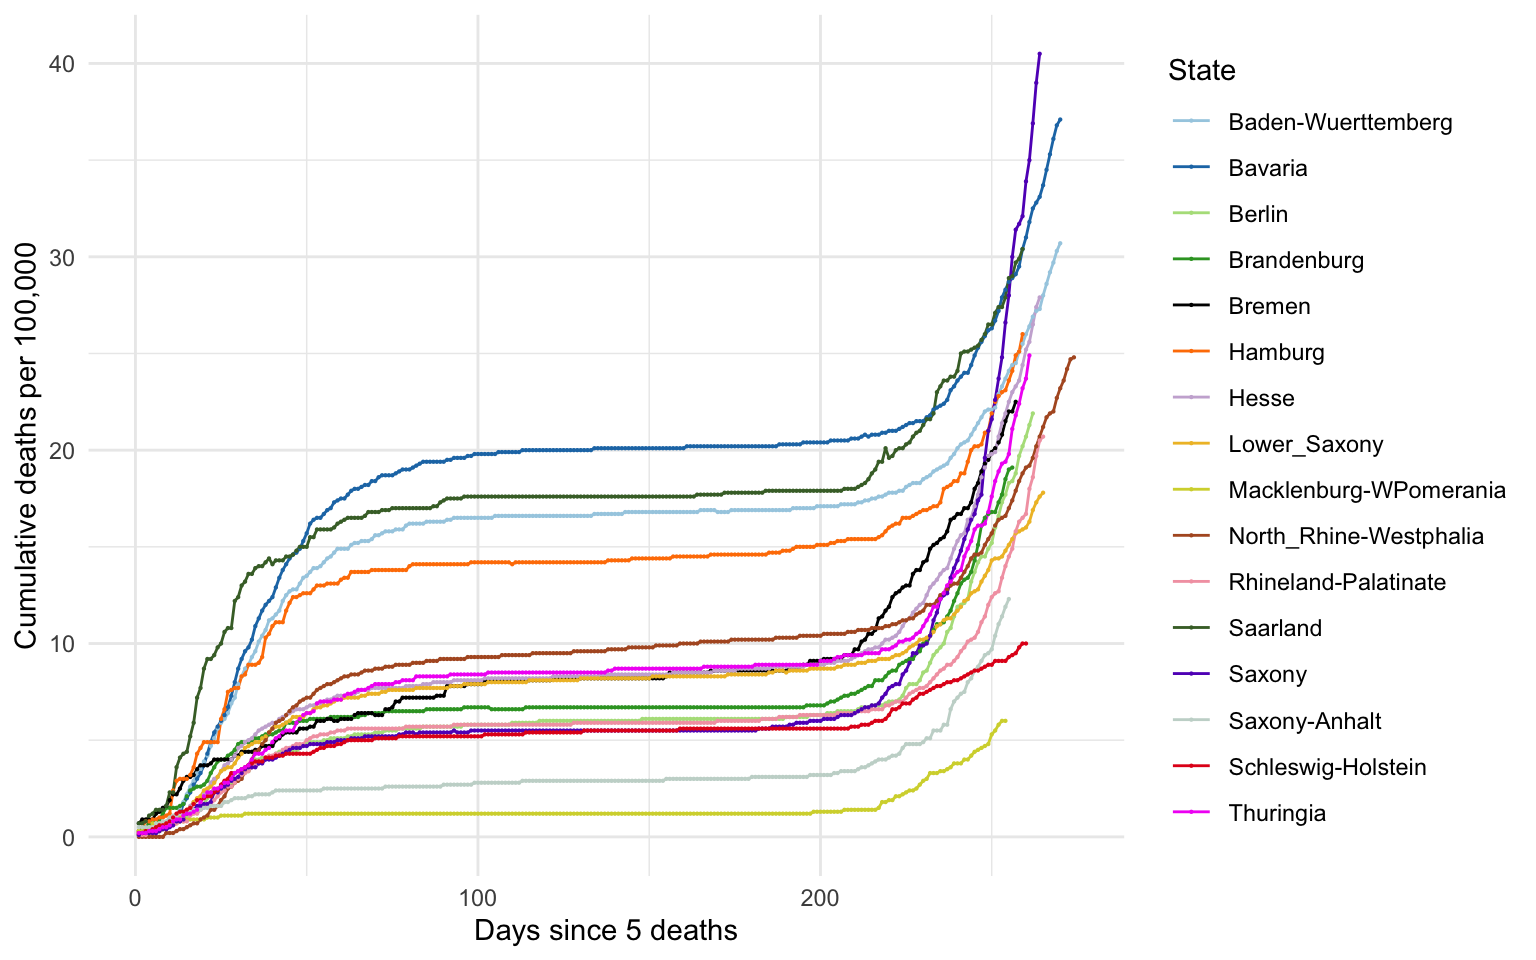 Cumulative deaths per 100,000
40
30
20
10
0
0
100
200
Days since 5 deaths
State
Baden-Wuerttemberg
Bavaria
Berlin
Brandenburg
Bremen
Hamburg
Hesse
Lower_Saxony
Macklenburg-WPomerania
North_Rhine-Westphalia
Rhineland-Palatinate
Saarland
Saxony
Saxony-Anhalt
Schleswig-Holstein
Thuringia